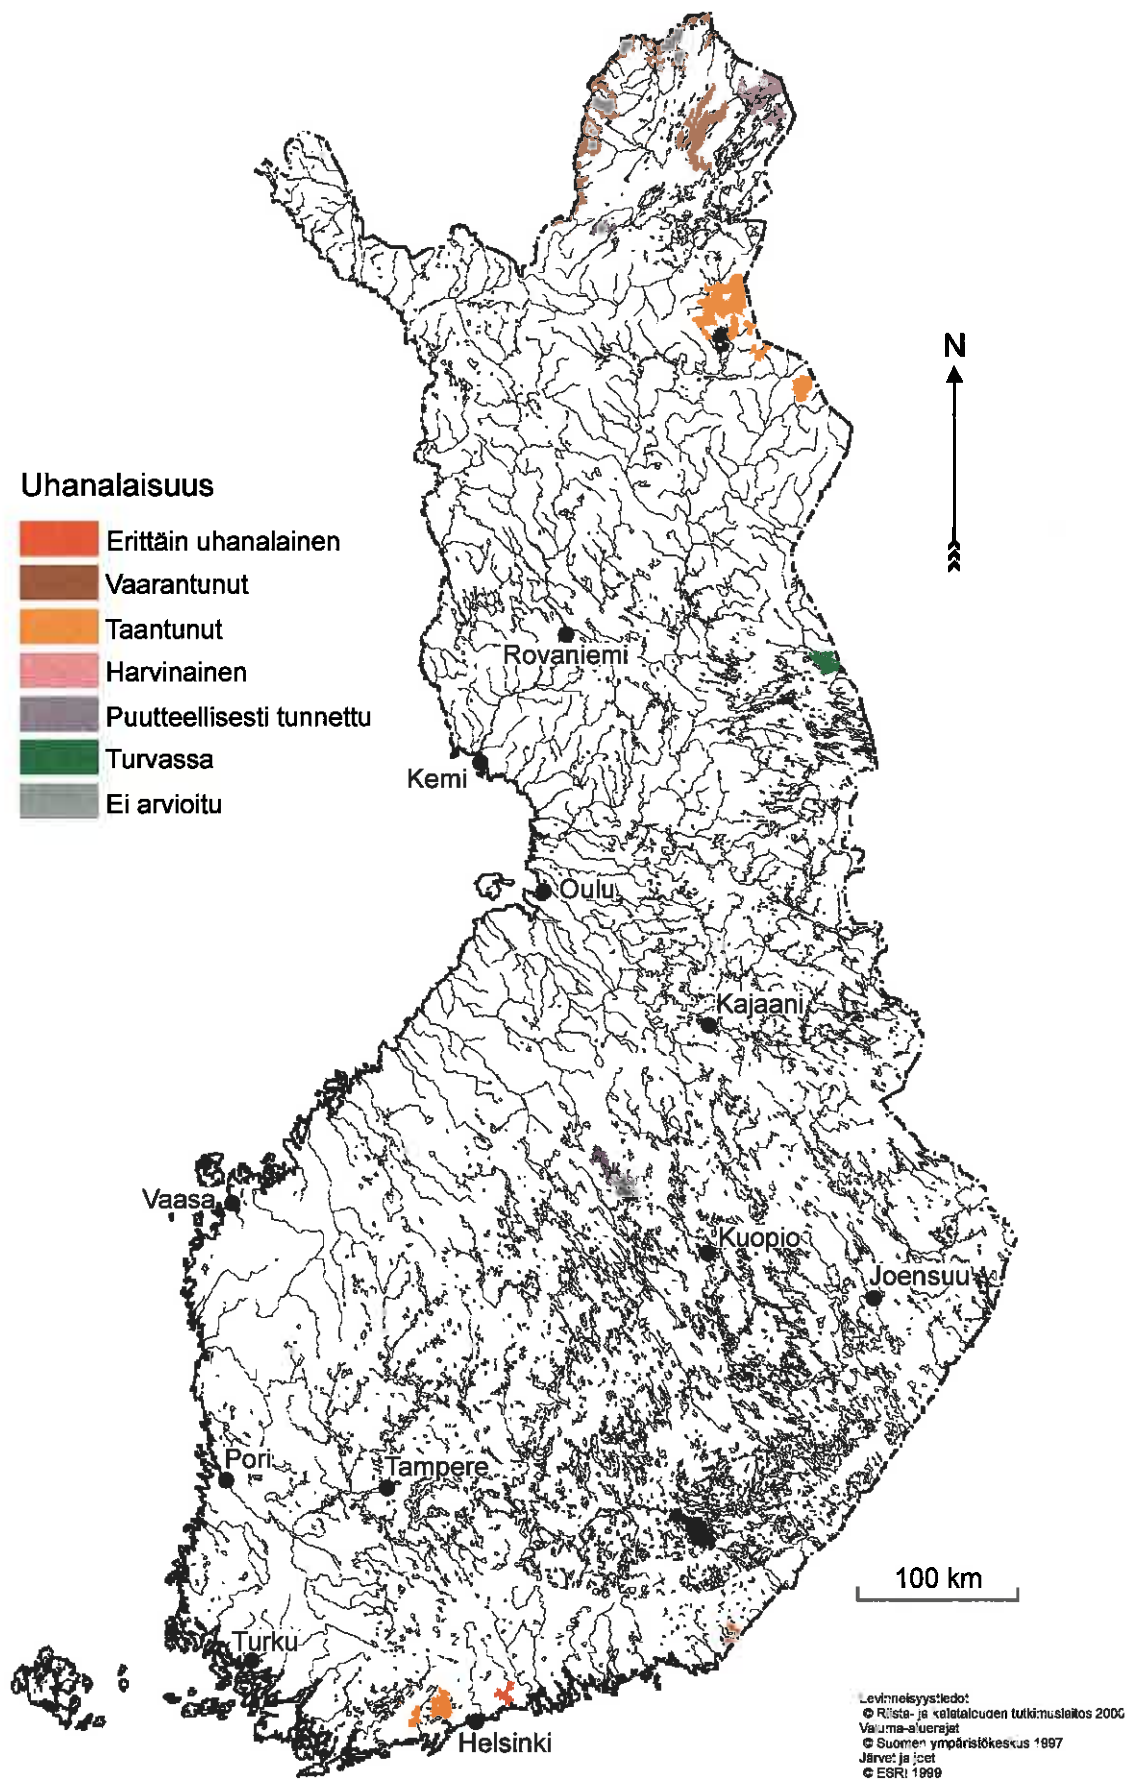 N
Uhanalaisuus
Erittäin uhanalainen
Vaarantunut
Taantunut
Harvinainen
Puutteellisesti tunnettu
Turvassa
Ei arvioitu
Rovaniemi
Kemi
Oulu
Kajaani
Vaasa
Kuopio
Joensuu
Pori
Tampere
100 km
Turku
Helsinki
Levinneisyystiedot
© Riista- ja kalatalouden tutkimuslaitos 2000
Valuma-aluerajat
© Suomen ympäristökeskus 1997
Järvet ja joet
© ESRI 1999